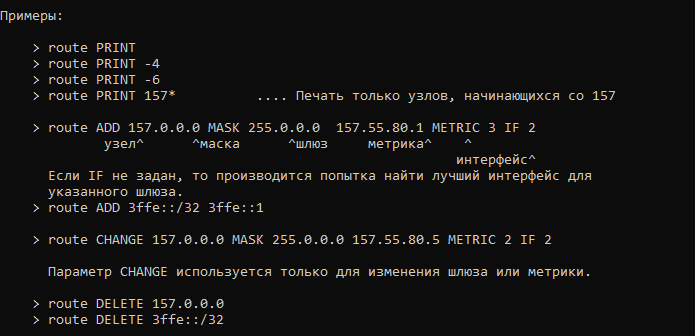 Примеры:
> route PRINT
> route PRINT -4
> route PRINT -6
> route PRINT 157*          .... Печать только узлов, начинающихся со 157
> route ADD 157.0.0.0 MASK 255.0.0.0  157.55.80.1 METRIC 3 IF 2
узел^      ^маска      ^шлюз     метрика^    ^
интерфейс^
Если IF не задан, то производится попытка найти лучший интерфейс для
указанного шлюза.
> route ADD 3ffe::/32 3ffe::1
> route CHANGE 157.0.0.0 MASK 255.0.0.0 157.55.80.5 METRIC 2 IF 2
Параметр CHANGE используется только для изменения шлюза или метрики.
> route DELETE 157.0.0.0
> route DELETE 3ffe::/32